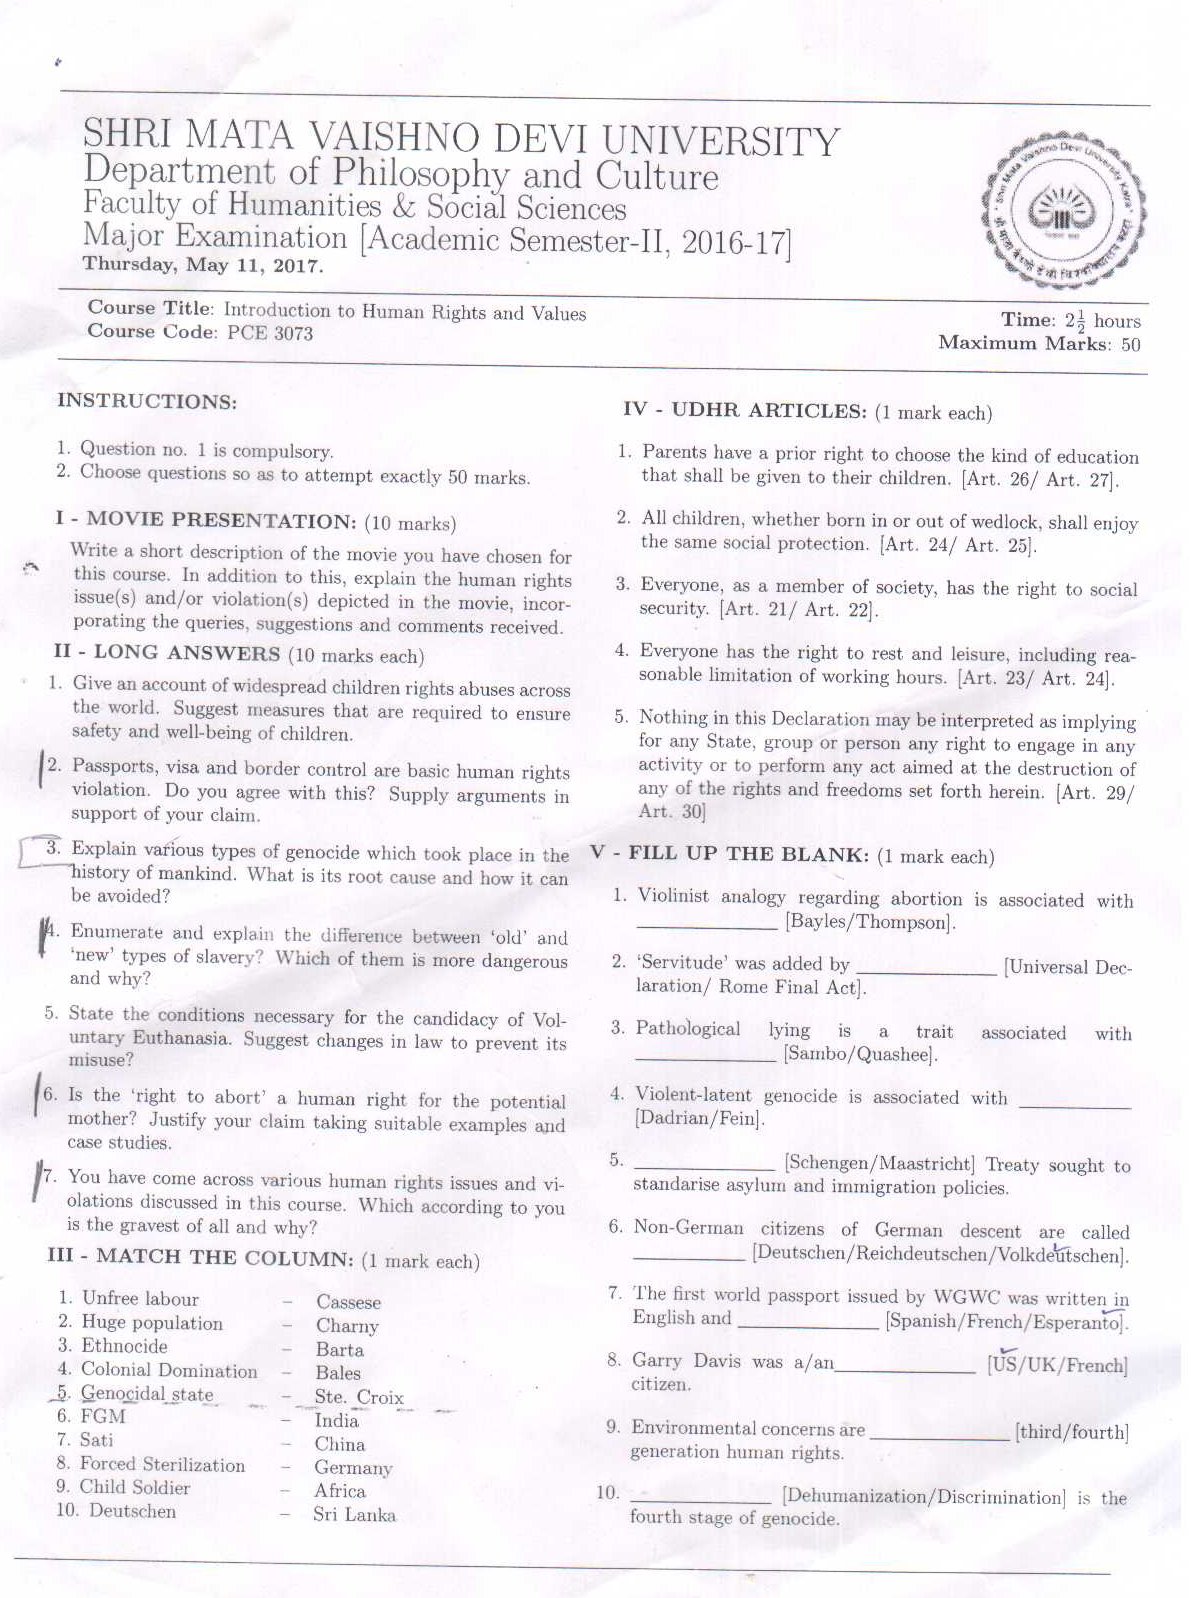 SHRI MATA VAISHNO DEVI UNIVERSITY
Department of Philosophy and Culture
Faculty of Humanities & Social Sciences
Major Examination [Academic Semester-II, 2016-17]
Thursday, May 11, 2017.
Shri Mata Vaishno Devi University Katra
Course Title: Introduction to Human Rights and Values
Course Code: PCE 3073
Time: 2½ hours
Maximum Marks: 50
INSTRUCTIONS:
1. Question no. 1 is compulsory.
2. Choose questions so as to attempt exactly 50 marks.
I - MOVIE PRESENTATION: (10 marks)
Write a short description of the movie you have chosen for
this course. In addition to this, explain the human rights
issue(s) and/or violation(s) depicted in the movie, incor-
porating the queries, suggestions and comments received.
II - LONG ANSWERS (10 marks each)
1. Give an account of widespread children rights abuses across
the world. Suggest measures that are required to ensure
safety and well-being of children.
2. Passports, visa and border control are basic human rights
violation. Do you agree with this? Supply arguments in
support of your claim.
3. Explain various types of genocide which took place in the
history of mankind. What is its root cause and how it can
be avoided?
4. Enumerate and explain the difference between 'old' and
'new' types of slavery? Which of them is more dangerous
and why?
5. State the conditions necessary for the candidacy of Vol-
untary Euthanasia. Suggest changes in law to prevent its
misuse?
6. Is the 'right to abort' a human right for the potential
mother? Justify your claim taking suitable examples and
case studies.
7. You have come across various human rights issues and vi-
olations discussed in this course. Which according to you
is the gravest of all and why?
III - MATCH THE COLUMN: (1 mark each)
1. Unfree labour – Cassese
2. Huge population – Charny
3. Ethnocide – Barta
4. Colonial Domination – Bales
5. Genocidal state – Ste. Croix
6. FGM – India
7. Sati – China
8. Forced Sterilization – Germany
9. Child Soldier – Africa
10. Deutschen – Sri Lanka
IV - UDHR ARTICLES: (1 mark each)
1. Parents have a prior right to choose the kind of education
that shall be given to their children. [Art. 26/ Art. 27].
2. All children, whether born in or out of wedlock, shall enjoy
the same social protection. [Art. 24/ Art. 25].
3. Everyone, as a member of society, has the right to social
security. [Art. 21/ Art. 22].
4. Everyone has the right to rest and leisure, including rea-
sonable limitation of working hours. [Art. 23/ Art. 24].
5. Nothing in this Declaration may be interpreted as implying
for any State, group or person any right to engage in any
activity or to perform any act aimed at the destruction of
any of the rights and freedoms set forth herein. [Art. 29/
Art. 30]
V - FILL UP THE BLANK: (1 mark each)
1. Violinist analogy regarding abortion is associated with
____________ [Bayles/Thompson].
2. 'Servitude' was added by ____________ [Universal Dec-
laration/ Rome Final Act].
3. Pathological lying is a trait associated with
____________ [Sambo/Quashee].
4. Violent-latent genocide is associated with ____________
[Dadrian/Fein].
5. ____________ [Schengen/Maastricht] Treaty sought to
standarise asylum and immigration policies.
6. Non-German citizens of German descent are called
____________ [Deutschen/Reichdeutschen/Volkdeutschen].
7. The first world passport issued by WGWC was written in
English and ____________ [Spanish/French/Esperanto].
8. Garry Davis was a/an____________ [US/UK/French]
citizen.
9. Environmental concerns are ____________ [third/fourth]
generation human rights.
10. ____________ [Dehumanization/Discrimination] is the
fourth stage of genocide.